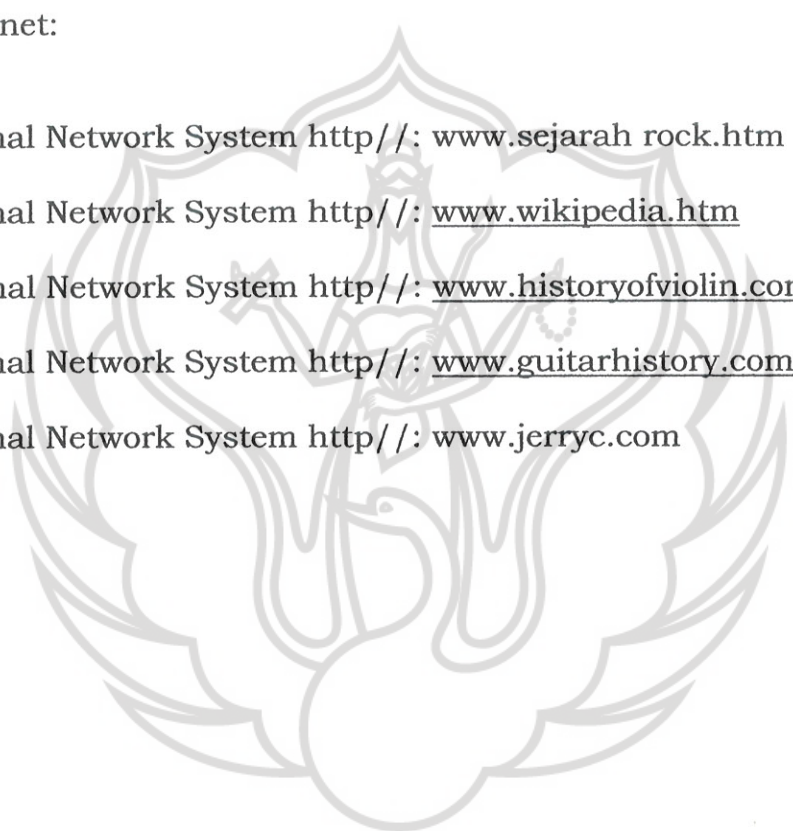 net:
nal Network System http//: www.sejarah rock.htm
nal Network System http//: www.wikipedia.htm
nal Network System http//: www.historyofviolin.com
nal Network System http//: www.guitarhistory.com
nal Network System http//: www.jerryc.com